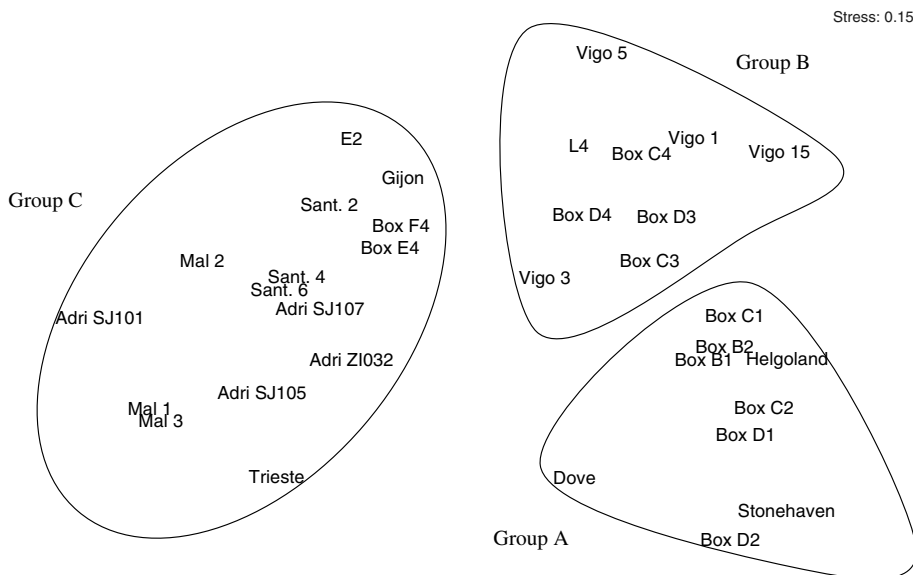 Stress: 0.15
Vigo 5
Group B
E2
L4
Box C4
Vigo 1
Vigo 15
Gijon
Group C
Sant. 2
Box D4
Box D3
Box F4
Box E4
Mal 2
Box C3
Sant. 4
Vigo 3
Sant. 6
Adri SJ107
Adri SJ101
Box C1
Box B2
Adri ZI032
Box B1
Helgoland
Adri SJ105
Mal 1
Box C2
Mal 3
Box D1
Trieste
Dove
Stonehaven
Group A
Box D2